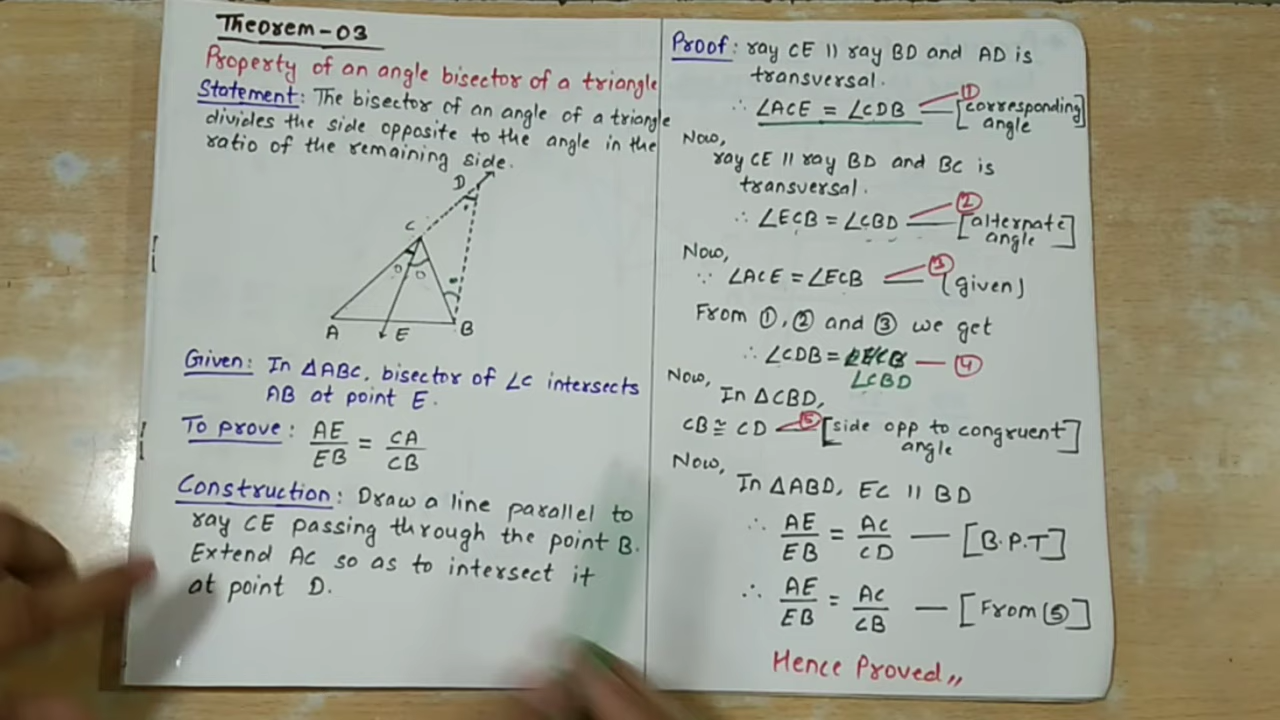 Theorem-03
Property of an angle bisector of a triangle
Statement: The bisector of an angle of a triangle
divides the side opposite to the angle in the
ratio of the remaining side.
D
C
A
E
B
Given: In ΔABC, bisector of ∠C intersects
AB at point E.
To prove: AE/EB = CA/CB
Construction: Draw a line parallel to
ray CE passing through the point B.
Extend AC so as to intersect it
at point D.
Proof: ray CE || ray BD and AD is
transversal.
∴ ∠ACE = ∠CDB — ① [corresponding
angle]
Now,
ray CE || ray BD and BC is
transversal.
∴ ∠ECB = ∠CBD — ② [alternate
angle]
Now,
∵ ∠ACE = ∠ECB — ③ (given)
From ①, ② and ③ we get
∴ ∠CDB = ∠ECB — ④
∠CBD
Now,
In ΔCBD,
CB ≅ CD — ⑤ [side opp to congruent
angle]
Now,
In ΔABD, EC || BD
∴ AE/EB = AC/CD — [B.P.T]
∴ AE/EB = AC/CB — [From ⑤]
Hence Proved,,